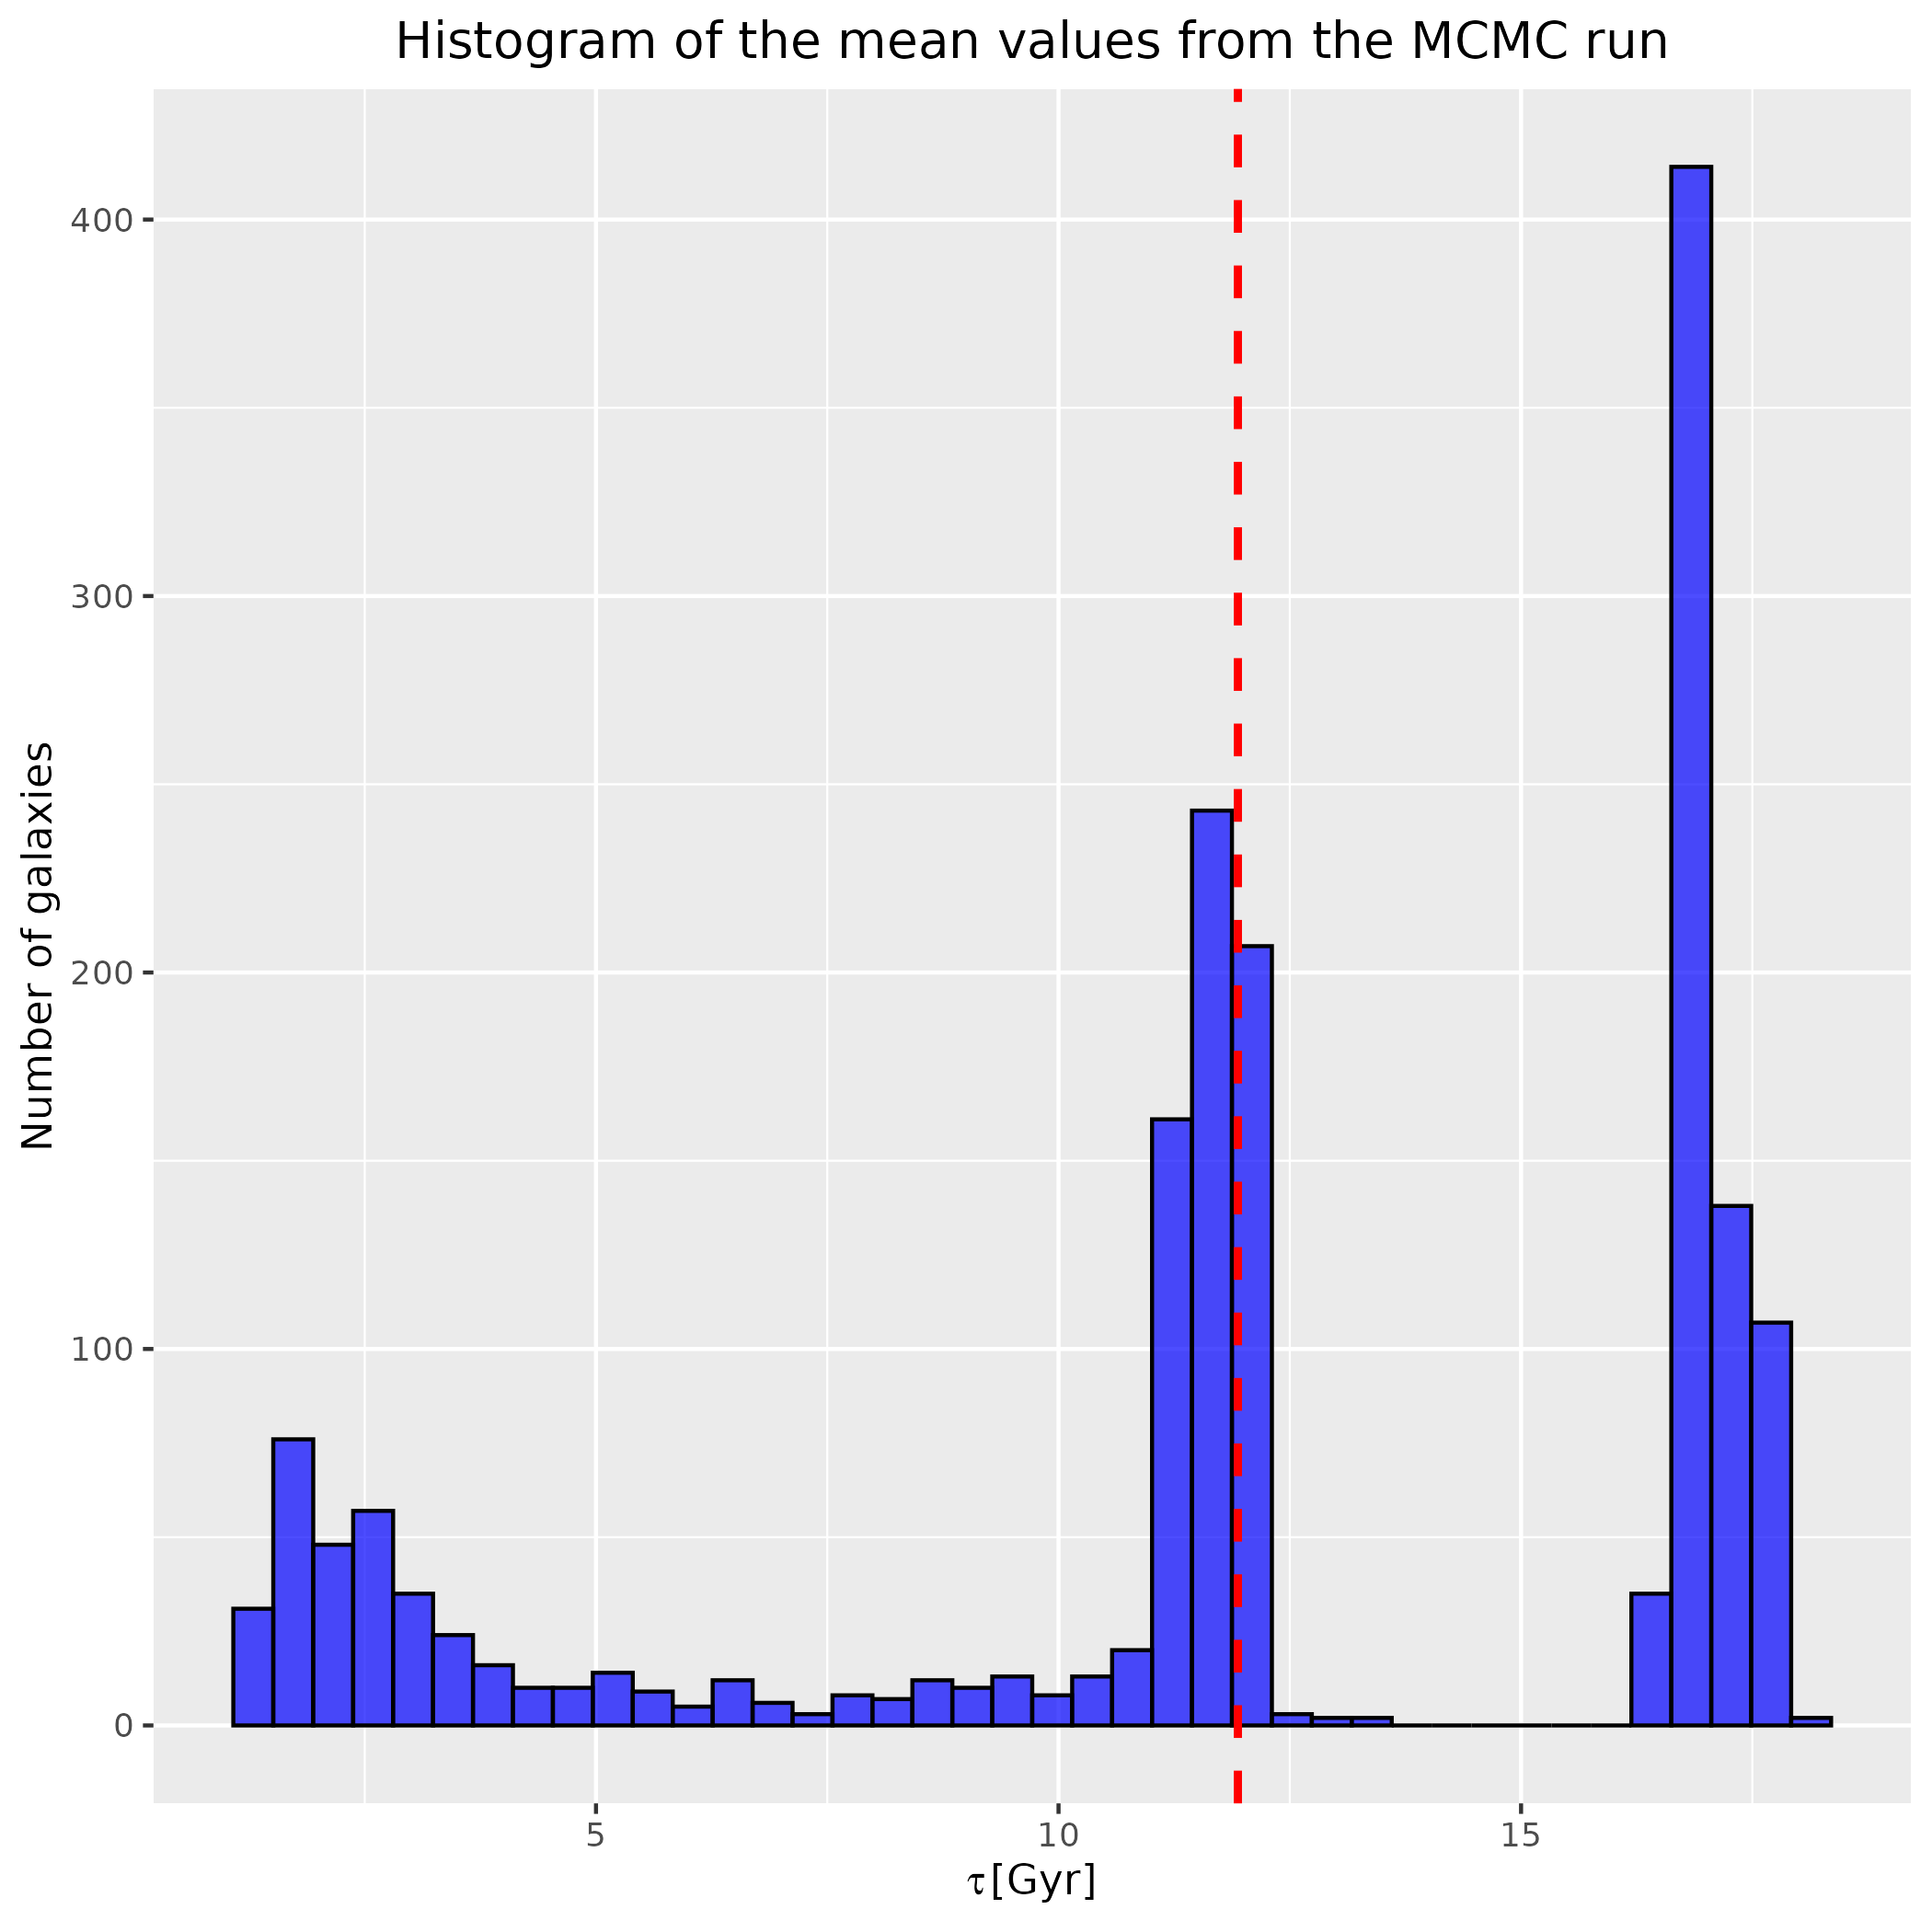 Histogram of the mean values from the MCMC run
Number of galaxies
400
300
200
100
0
5
10
15
τ[Gyr]